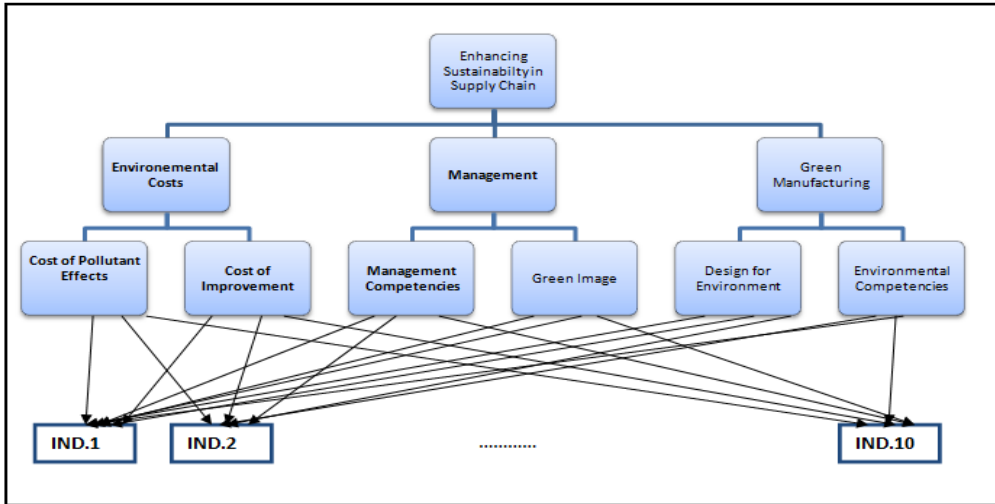 Enhancing
Sustainabilty in
Supply Chain
Environemental
Costs
Management
Green
Manufacturing
Cost of Pollutant
Effects
Cost of
Improvement
Management
Competencies
Green Image
Design for
Environment
Environmental
Competencies
IND.1
IND.2
............
IND.10